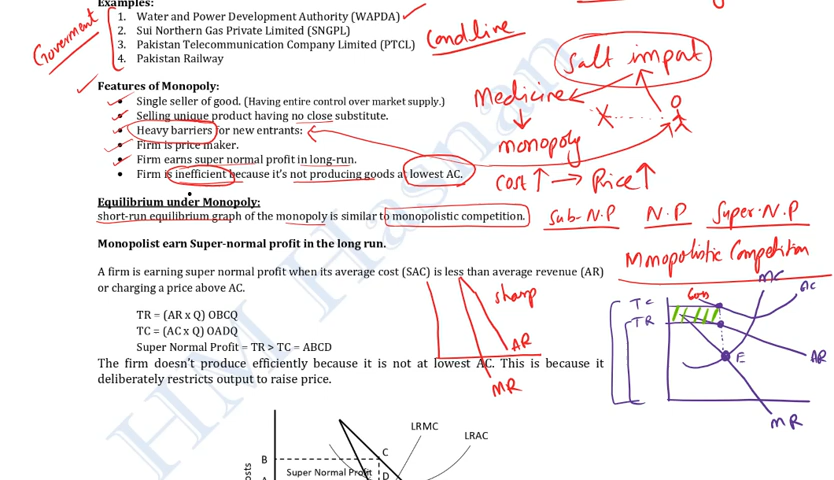 Examples:
1. Water and Power Development Authority (WAPDA)
2. Sui Northern Gas Private Limited (SNGPL)
3. Pakistan Telecommunication Company Limited (PTCL)
4. Pakistan Railway
Goverment
Condline
Salt impat
Medicine
monopoly
Cost ↑ → Price ↑
Features of Monopoly:
• Single seller of good. (Having entire control over market supply.)
• Selling unique product having no close substitute.
• Heavy barriers for new entrants:
• Firm is price maker.
• Firm earns super normal profit in long-run.
• Firm is inefficient because it's not producing goods at lowest AC.
Equilibrium under Monopoly:
short-run equilibrium graph of the monopoly is similar to monopolistic competition.
Sub-N.P N.P Super-N.P
Mmopolistic Competition
Monopolist earn Super-normal profit in the long run.
A firm is earning super normal profit when its average cost (SAC) is less than average revenue (AR)
or charging a price above AC.
TR = (AR x Q) OBCQ
TC = (AC x Q) OADQ
Super Normal Profit = TR > TC = ABCD
The firm doesn't produce efficiently because it is not at lowest AC. This is because it
deliberately restricts output to raise price.
sharp
AR
MR
TC
TR
MC
AC
E
AR
MR
LRMC
LRAC
B
C
Super Normal Profit
D
HM Hasnan